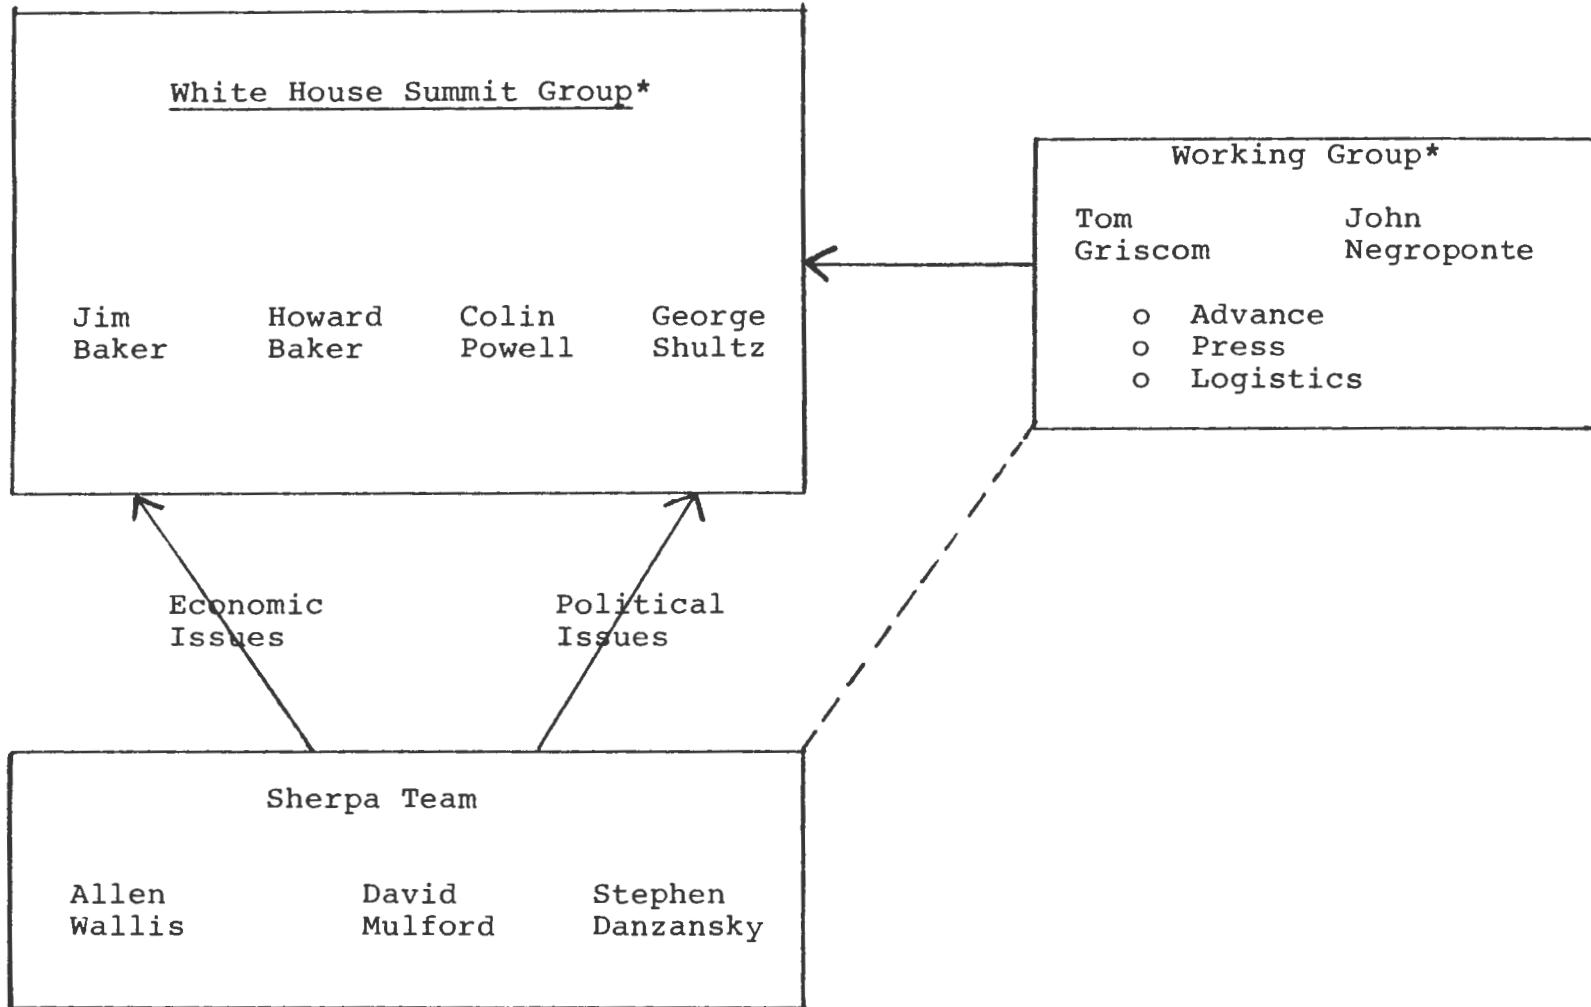 White House Summit Group*
Jim Howard Colin George
Baker Baker Powell Shultz
Working Group*
Tom John
Griscom Negroponte
o Advance
o Press
o Logistics
Economic
Issues
Political
Issues
Sherpa Team
Allen David Stephen
Wallis Mulford Danzansky